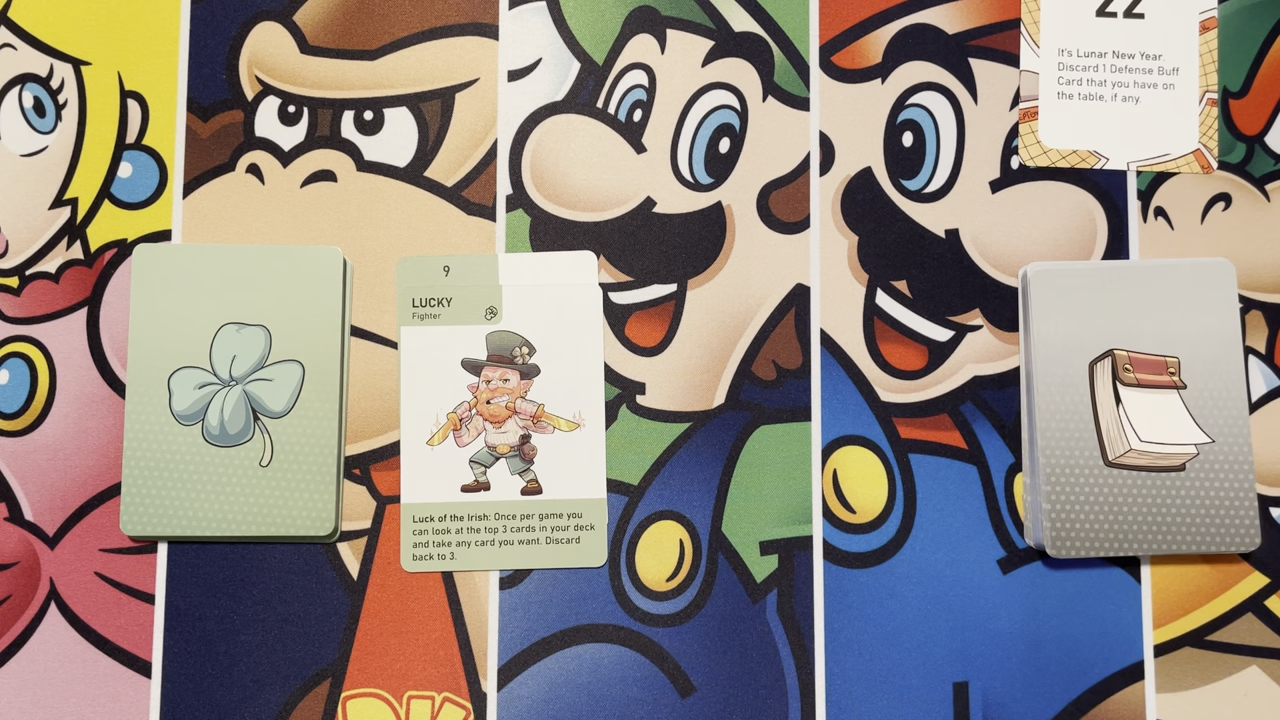 22
It's Lunar New Year.
Discard 1 Defense Buff
Card that you have on
the table, if any.
9
LUCKY
Fighter
Luck of the Irish: Once per game you
can look at the top 3 cards in your deck
and take any card you want. Discard
back to 3.
DK